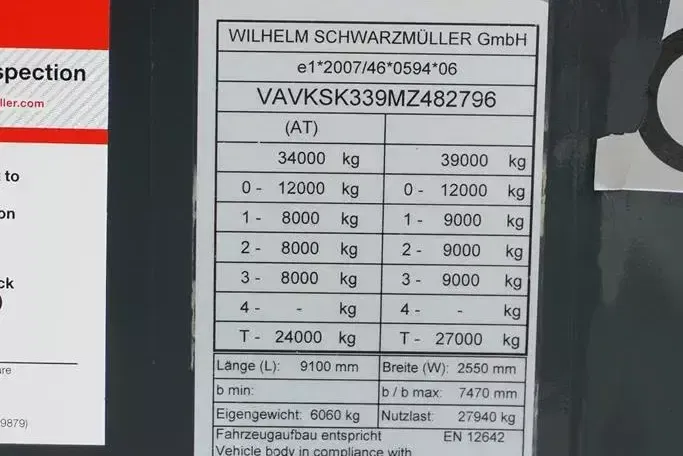 spection
ller.com
to
on
ck
)
9879)
WILHELM SCHWARZMÜLLER GmbH
e1*2007/46*0594*06
VAVKSK339MZ482796
(AT)
34000 kg 39000 kg
0 - 12000 kg 0 - 12000 kg
1 - 8000 kg 1 - 9000 kg
2 - 8000 kg 2 - 9000 kg
3 - 8000 kg 3 - 9000 kg
4 - - kg 4 - - kg
T - 24000 kg T - 27000 kg
Länge (L): 9100 mm Breite (W): 2550 mm
b min: b / b max: 7470 mm
Eigengewicht: 6060 kg Nutzlast: 27940 kg
Fahrzeugaufbau entspricht EN 12642
Vehicle body in compliance with